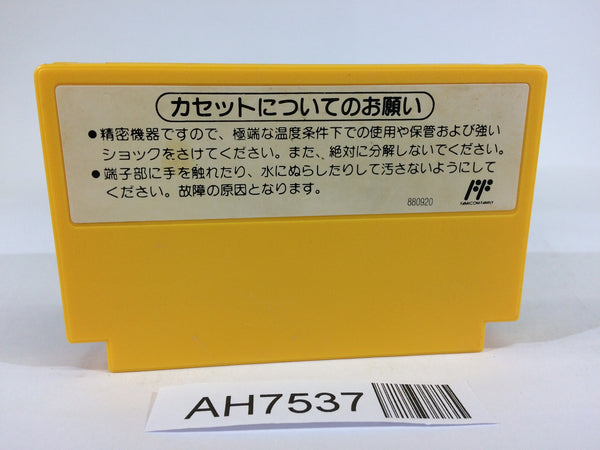 カセットについてのお願い
●精密機器ですので、極端な温度条件下での使用や保管および強い
ショックをさけてください。また、絶対に分解しないでください。
●端子部に手を触れたり、水にぬらしたりして汚さないようにして
ください。故障の原因となります。
880920
FAMICOM FAMILY
AH7537